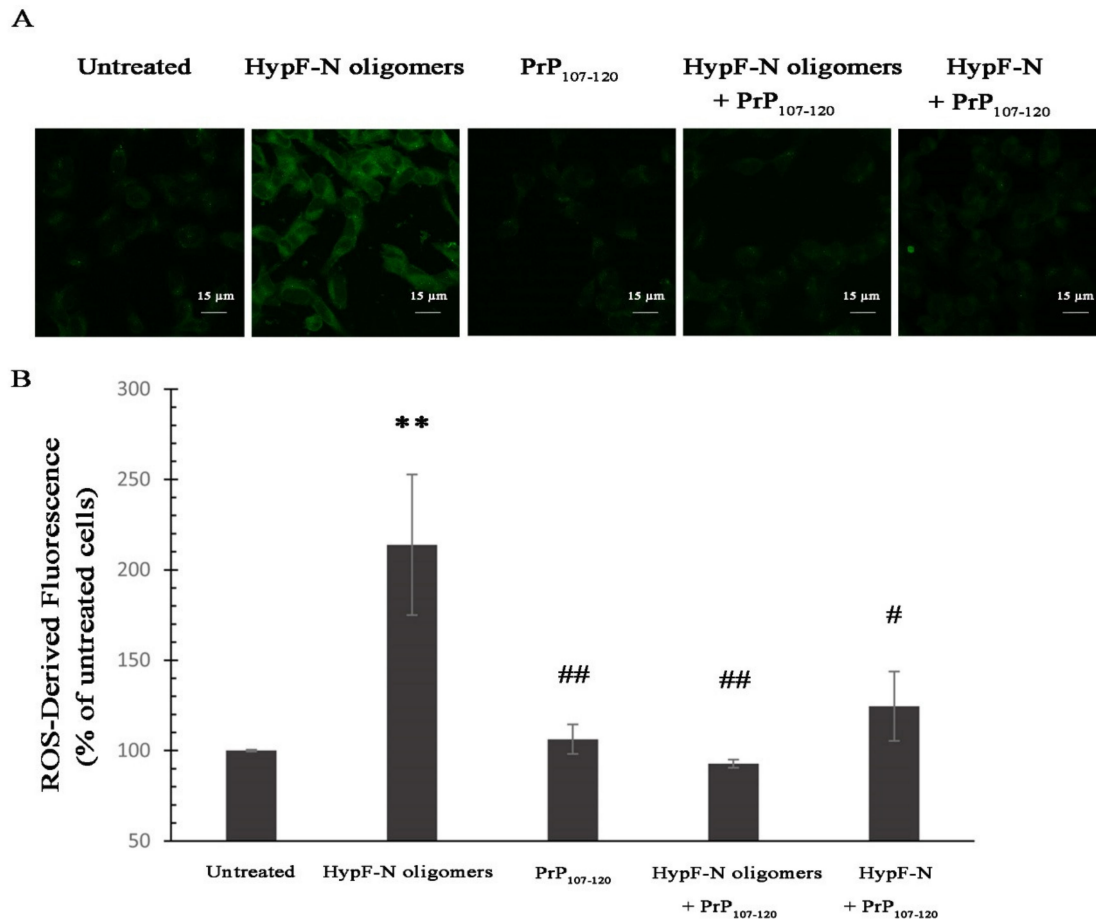 A
Untreated
HypF-N oligomers
PrP107-120
HypF-N oligomers
+ PrP107-120
HypF-N
+ PrP107-120
15 µm
15 µm
15 µm
15 µm
15 µm
B
ROS-Derived Fluorescence
(% of untreated cells)
300
250
200
150
100
50
**
##
##
#
Untreated
HypF-N oligomers
PrP107-120
HypF-N oligomers
+ PrP107-120
HypF-N
+ PrP107-120